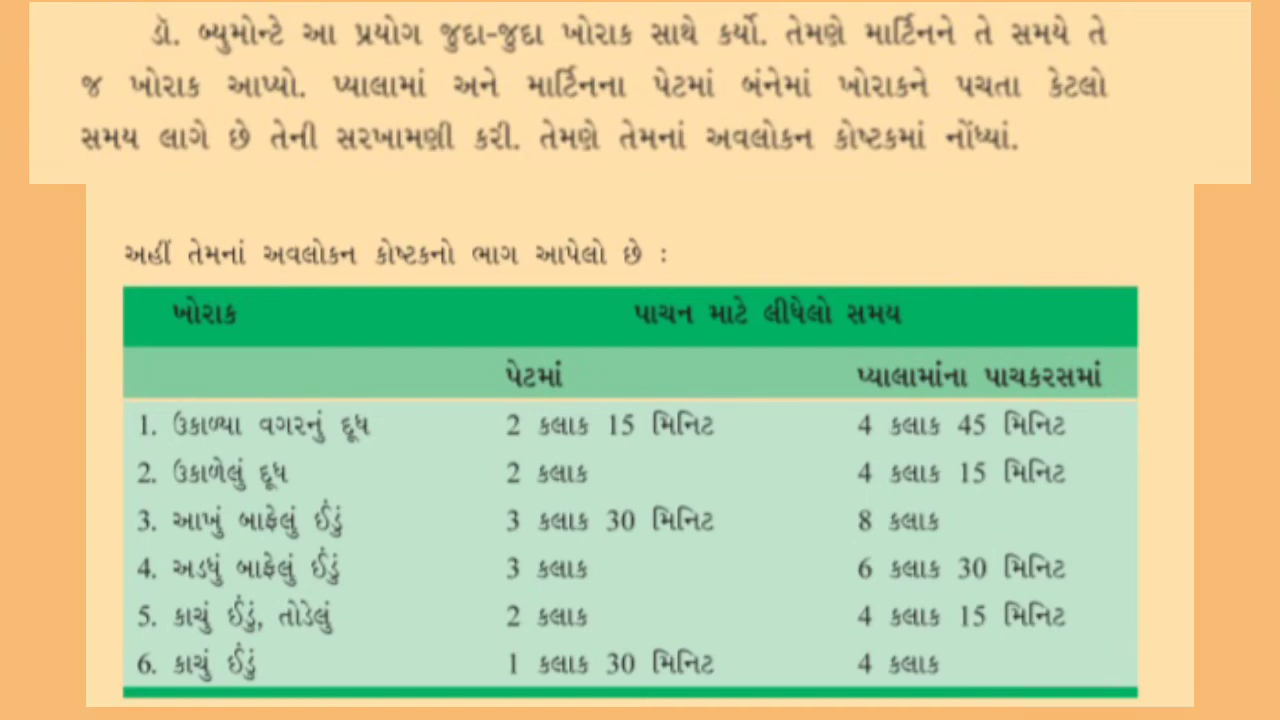 ડૉ. બ્યુમોન્ટે આ પ્રયોગ જુદા-જુદા ખોરાક સાથે કર્યો. તેમણે માર્ટિનને તે સમયે તે
જ ખોરાક આપ્યો. પ્યાલામાં અને માર્ટિનના પેટમાં બંનેમાં ખોરાકને પચતા કેટલો
સમય લાગે છે તેની સરખામણી કરી. તેમણે તેમનાં અવલોકન કોષ્ટકમાં નોંધ્યાં.
અહીં તેમનાં અવલોકન કોષ્ટકનો ભાગ આપેલો છે :
ખોરાક પાચન માટે લીધેલો સમય
પેટમાં પ્યાલામાંના પાચકરસમાં
1. ઉકાળ્યા વગરનું દૂધ 2 કલાક 15 મિનિટ 4 કલાક 45 મિનિટ
2. ઉકાળેલું દૂધ 2 કલાક 4 કલાક 15 મિનિટ
3. આખું બાફેલું ઈંડું 3 કલાક 30 મિનિટ 8 કલાક
4. અડધું બાફેલું ઈંડું 3 કલાક 6 કલાક 30 મિનિટ
5. કાચું ઈંડું, તોડેલું 2 કલાક 4 કલાક 15 મિનિટ
6. કાચું ઈંડું 1 કલાક 30 મિનિટ 4 કલાક